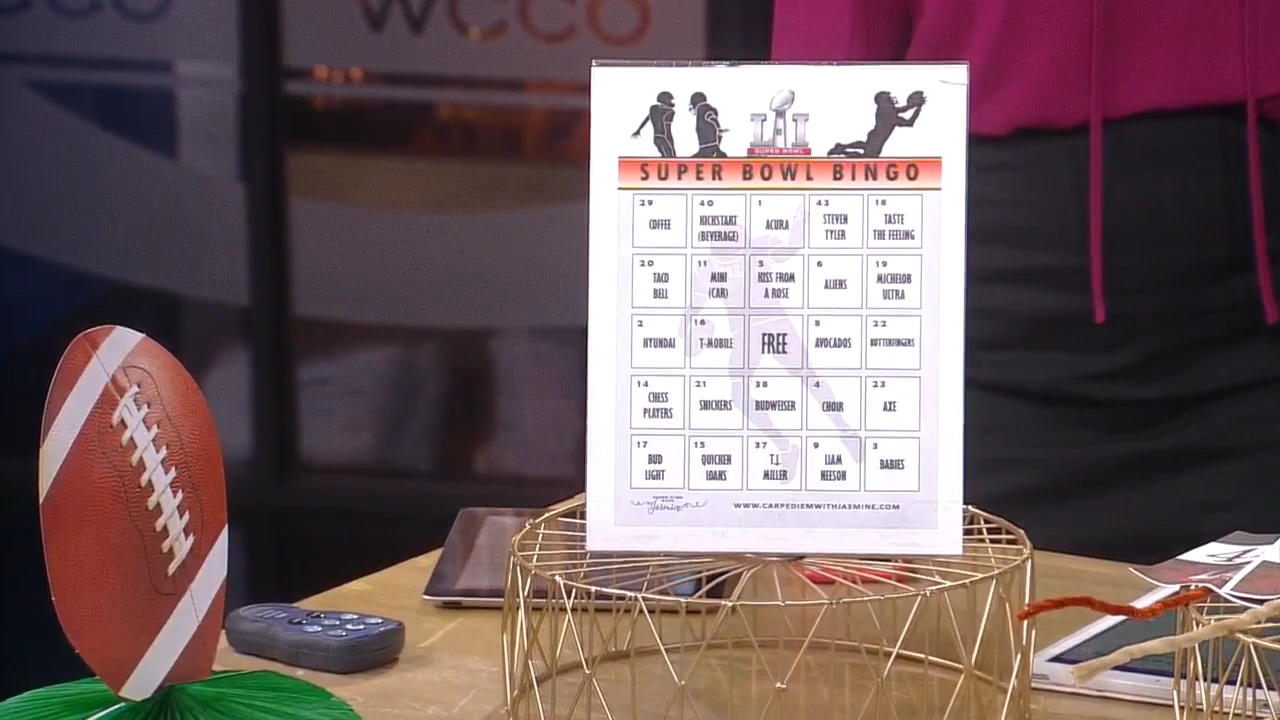 WCCO
LI
SUPER BOWL
SUPER BOWL BINGO
29 40 1 43 18
COFFEE KICKSTART (BEVERAGE) ACURA STEVEN TYLER TASTE THE FEELING
20 11 5 6 19
TACO BELL MINI (CAR) KISS FROM A ROSE ALIENS MICHELOB ULTRA
2 16 8 22
HYUNDAI T-MOBILE FREE AVOCADOS BUTTERFINGERS
14 21 38 4 23
CHESS PLAYERS SNICKERS BUDWEISER CHOIR AXE
17 15 37 9 3
BUD LIGHT QUICKEN LOANS T.J. MILLER LIAM NEESON BABIES
Jasmine
WWW.CARPEDIEMWITHJASMINE.COM
4